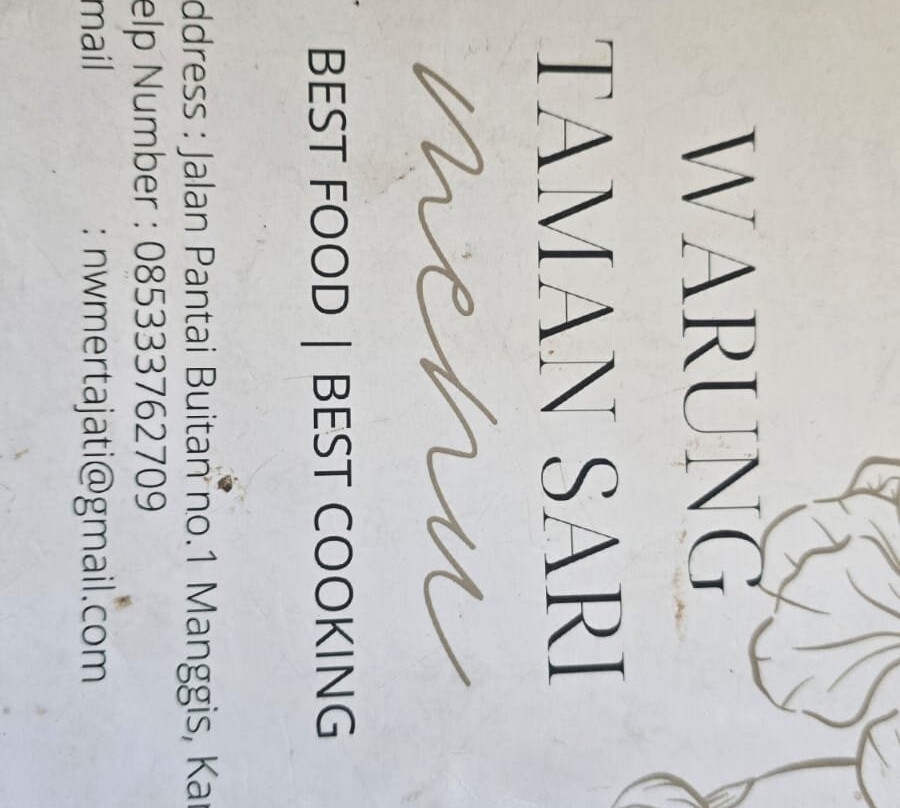 WARUNG
TAMAN SARI
menu
BEST FOOD | BEST COOKING
ddress : Jalan Pantai Buitan no.1 Manggis, Kar
elp Number : 085333762709
mail : nwmertajati@gmail.com